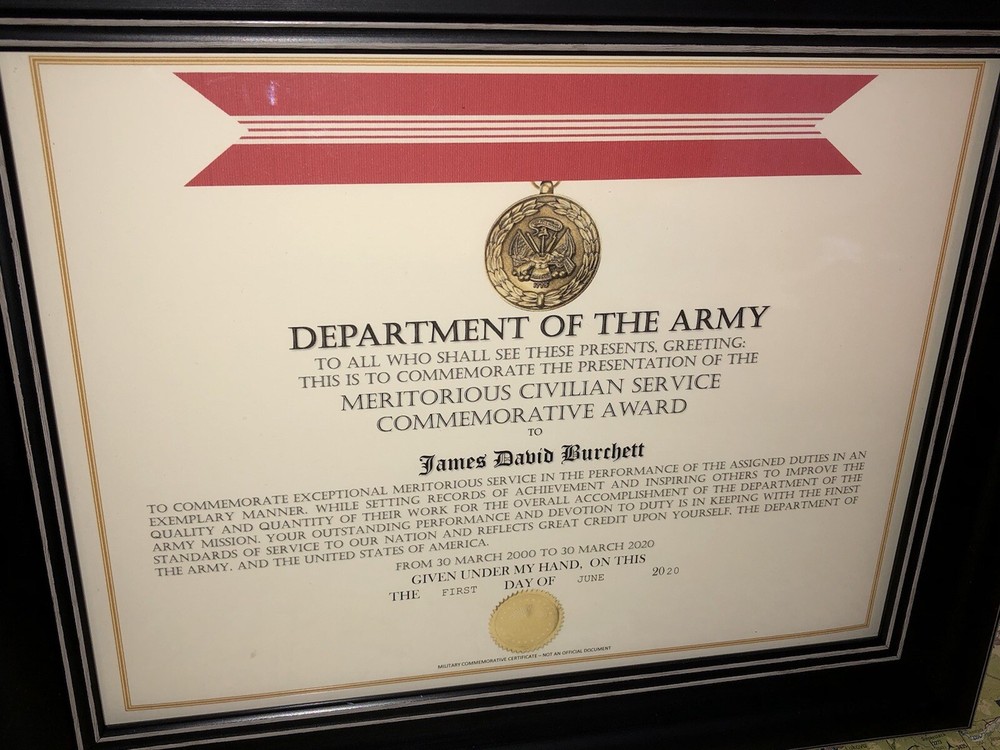 DEPARTMENT OF THE ARMY
TO ALL WHO SHALL SEE THESE PRESENTS, GREETING:
THIS IS TO COMMEMORATE THE PRESENTATION OF THE
MERITORIOUS CIVILIAN SERVICE
COMMEMORATIVE AWARD
TO
James David Burchett
TO COMMEMORATE EXCEPTIONAL MERITORIOUS SERVICE IN THE PERFORMANCE OF THE ASSIGNED DUTIES IN AN
EXEMPLARY MANNER. WHILE SETTING RECORDS OF ACHIEVEMENT AND INSPIRING OTHERS TO IMPROVE THE
QUALITY AND QUANTITY OF THEIR WORK FOR THE OVERALL ACCOMPLISHMENT OF THE DEPARTMENT OF THE
ARMY MISSION. YOUR OUTSTANDING PERFORMANCE AND DEVOTION TO DUTY IS IN KEEPING WITH THE FINEST
STANDARDS OF SERVICE TO OUR NATION AND REFLECTS GREAT CREDIT UPON YOURSELF, THE DEPARTMENT OF
THE ARMY, AND THE UNITED STATES OF AMERICA.
FROM 30 MARCH 2000 TO 30 MARCH 2020
GIVEN UNDER MY HAND, ON THIS
THE FIRST DAY OF JUNE 2020
MILITARY COMMEMORATIVE CERTIFICATE – NOT AN OFFICIAL DOCUMENT